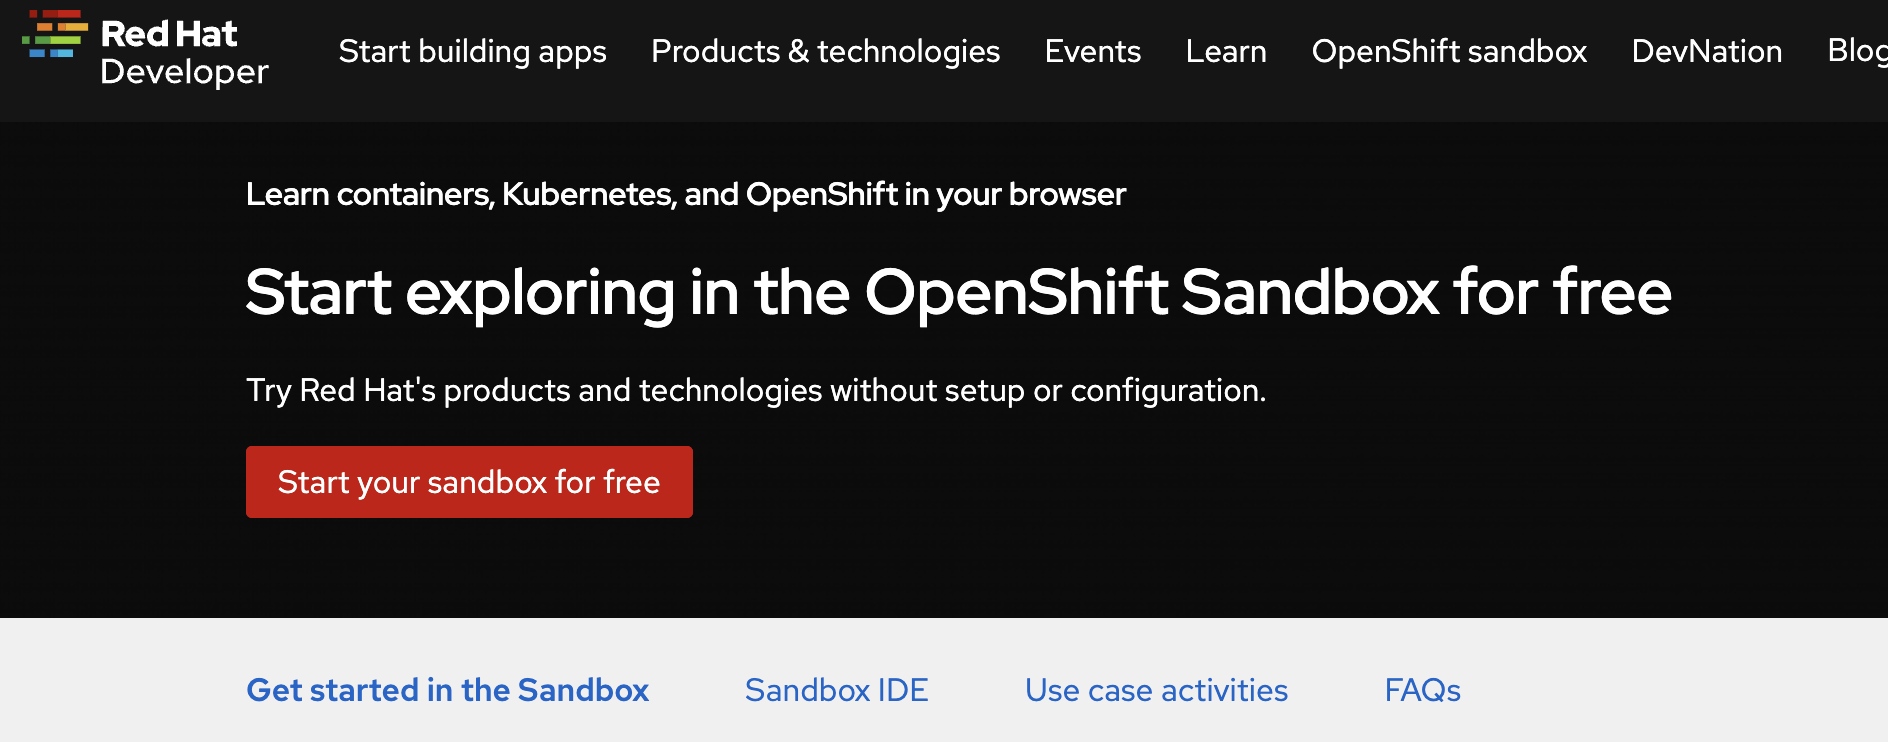 Red Hat
Developer
Start building apps
Products & technologies
Events
Learn
OpenShift sandbox
DevNation
Blog
Learn containers, Kubernetes, and OpenShift in your browser
Start exploring in the OpenShift Sandbox for free
Try Red Hat's products and technologies without setup or configuration.
Start your sandbox for free
Get started in the Sandbox
Sandbox IDE
Use case activities
FAQs